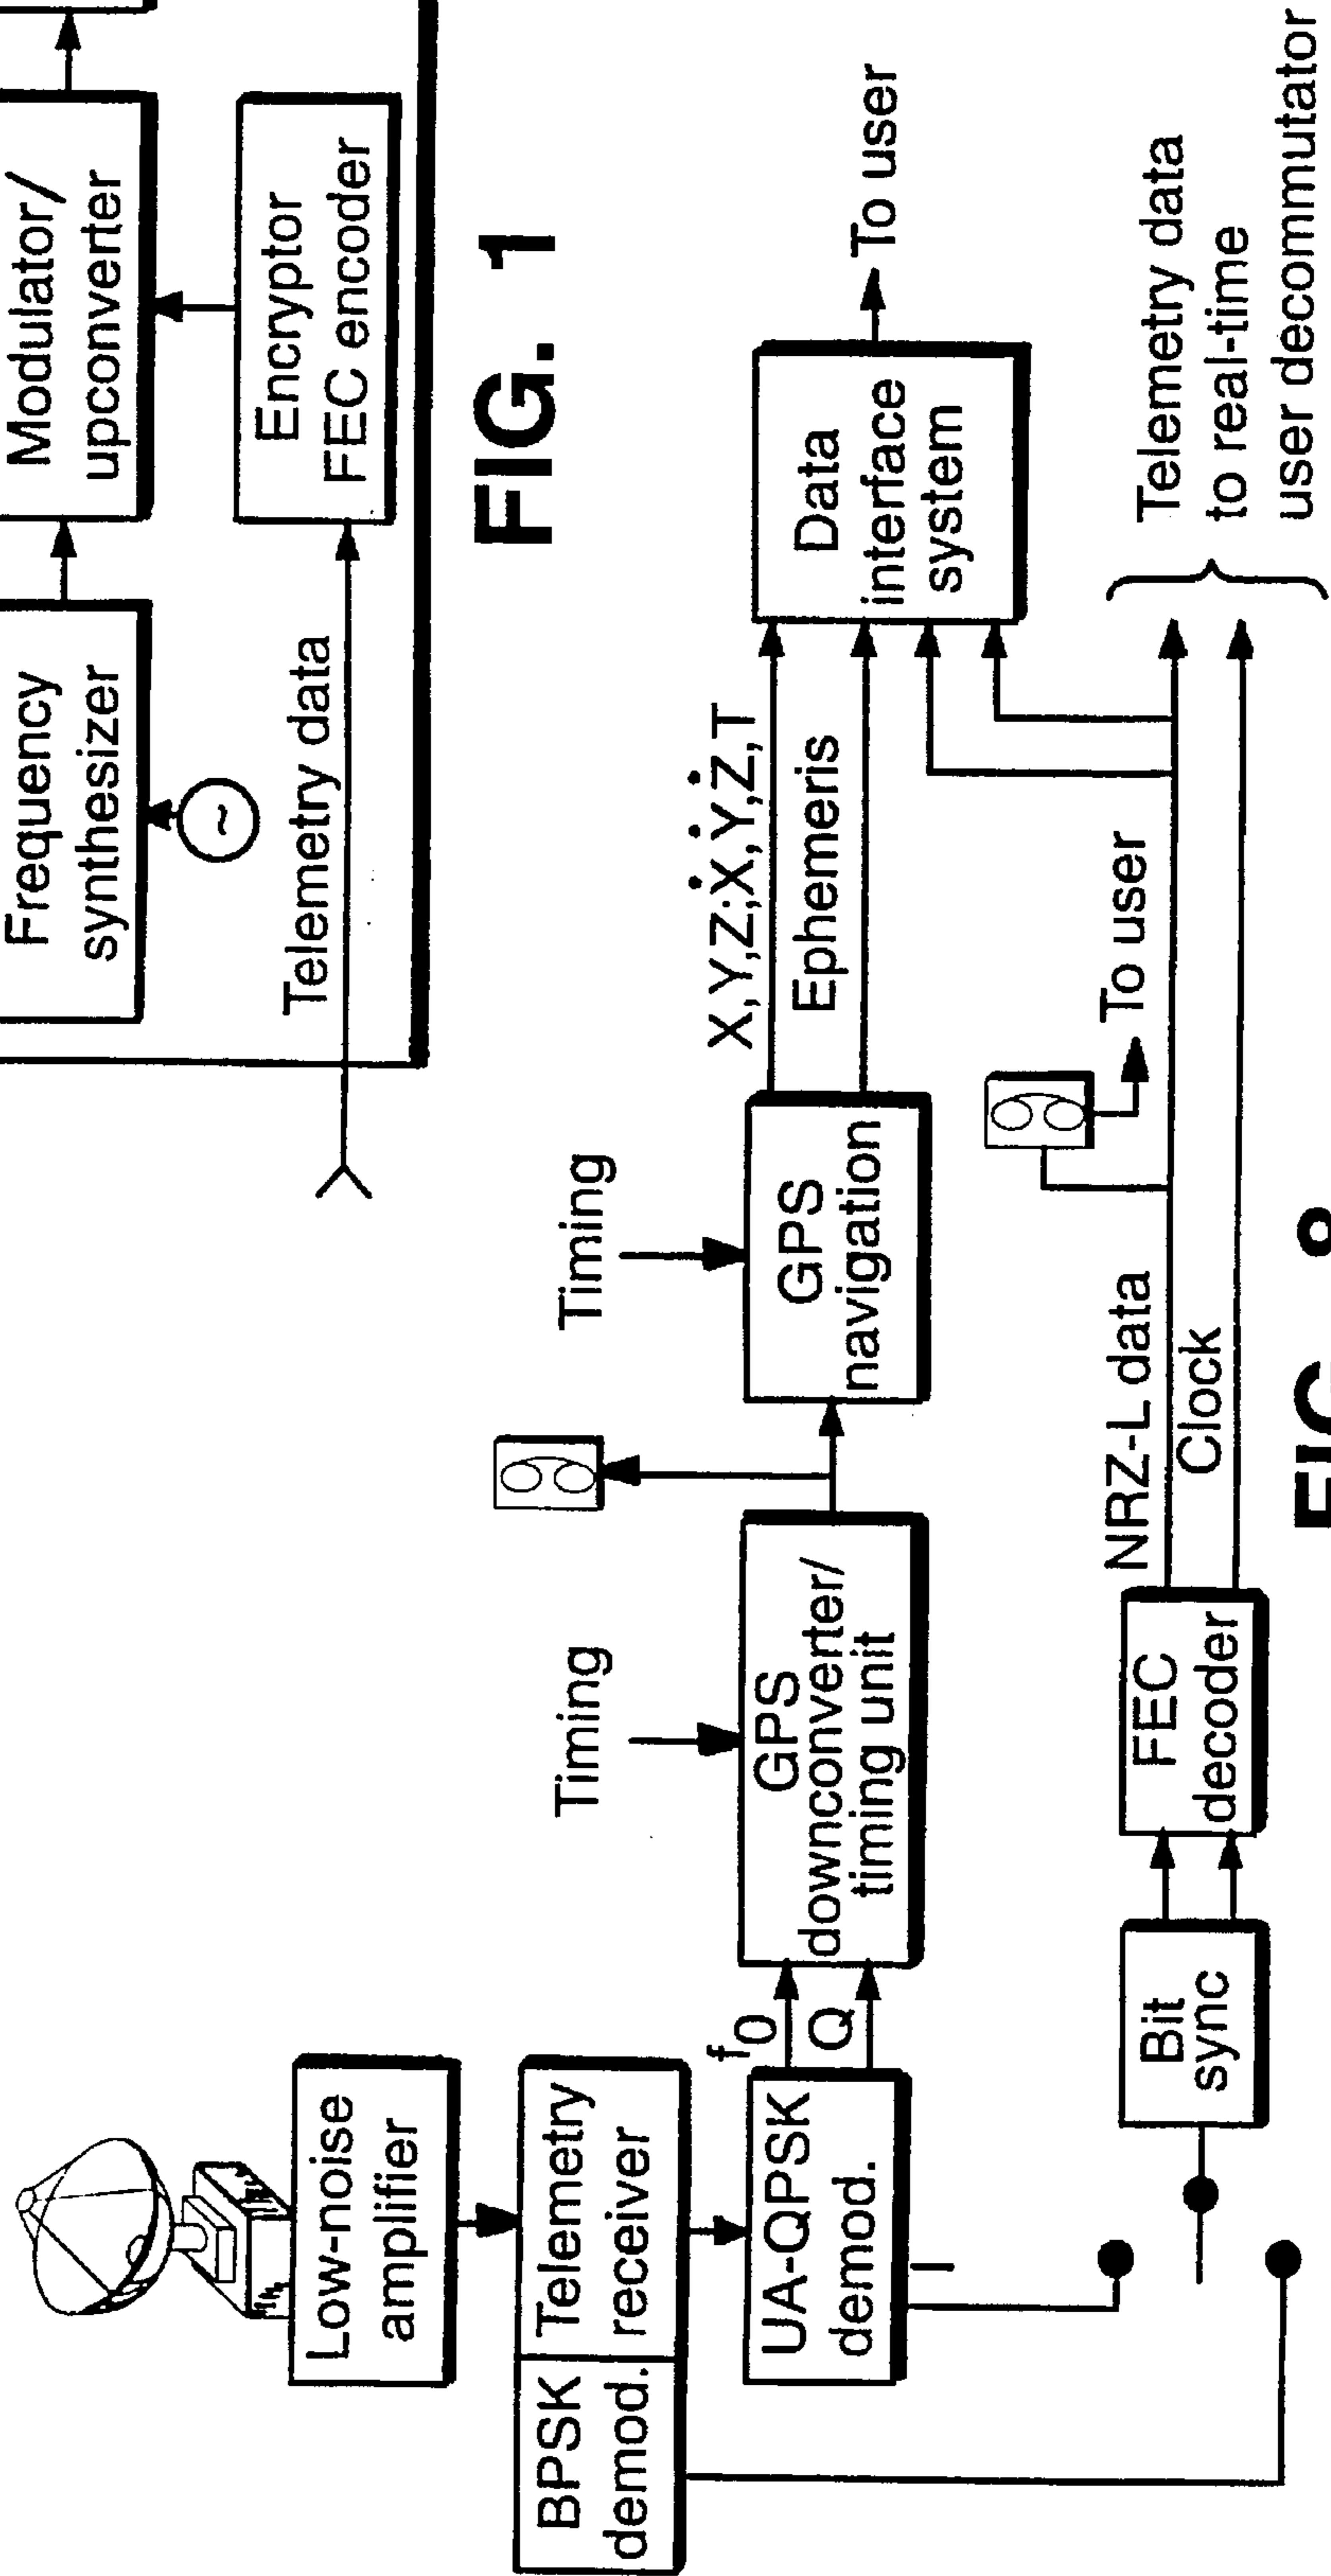 Frequency
synthesizer
Modulator/
upconverter
~
Telemetry data
Encryptor
FEC encoder
FIG. 1
Low-noise
amplifier
BPSK
demod.
Telemetry
receiver
UA-QPSK
demod.
f0
Q
I
Timing
GPS
downconverter/
timing unit
Timing
GPS
navigation
X,Y,Z;Ẋ,Ẏ,Ż,T
Ephemeris
Data
interface
system
To user
Bit
sync
FEC
decoder
NRZ-L data
Clock
To user
Telemetry data
to real-time
user decommutator